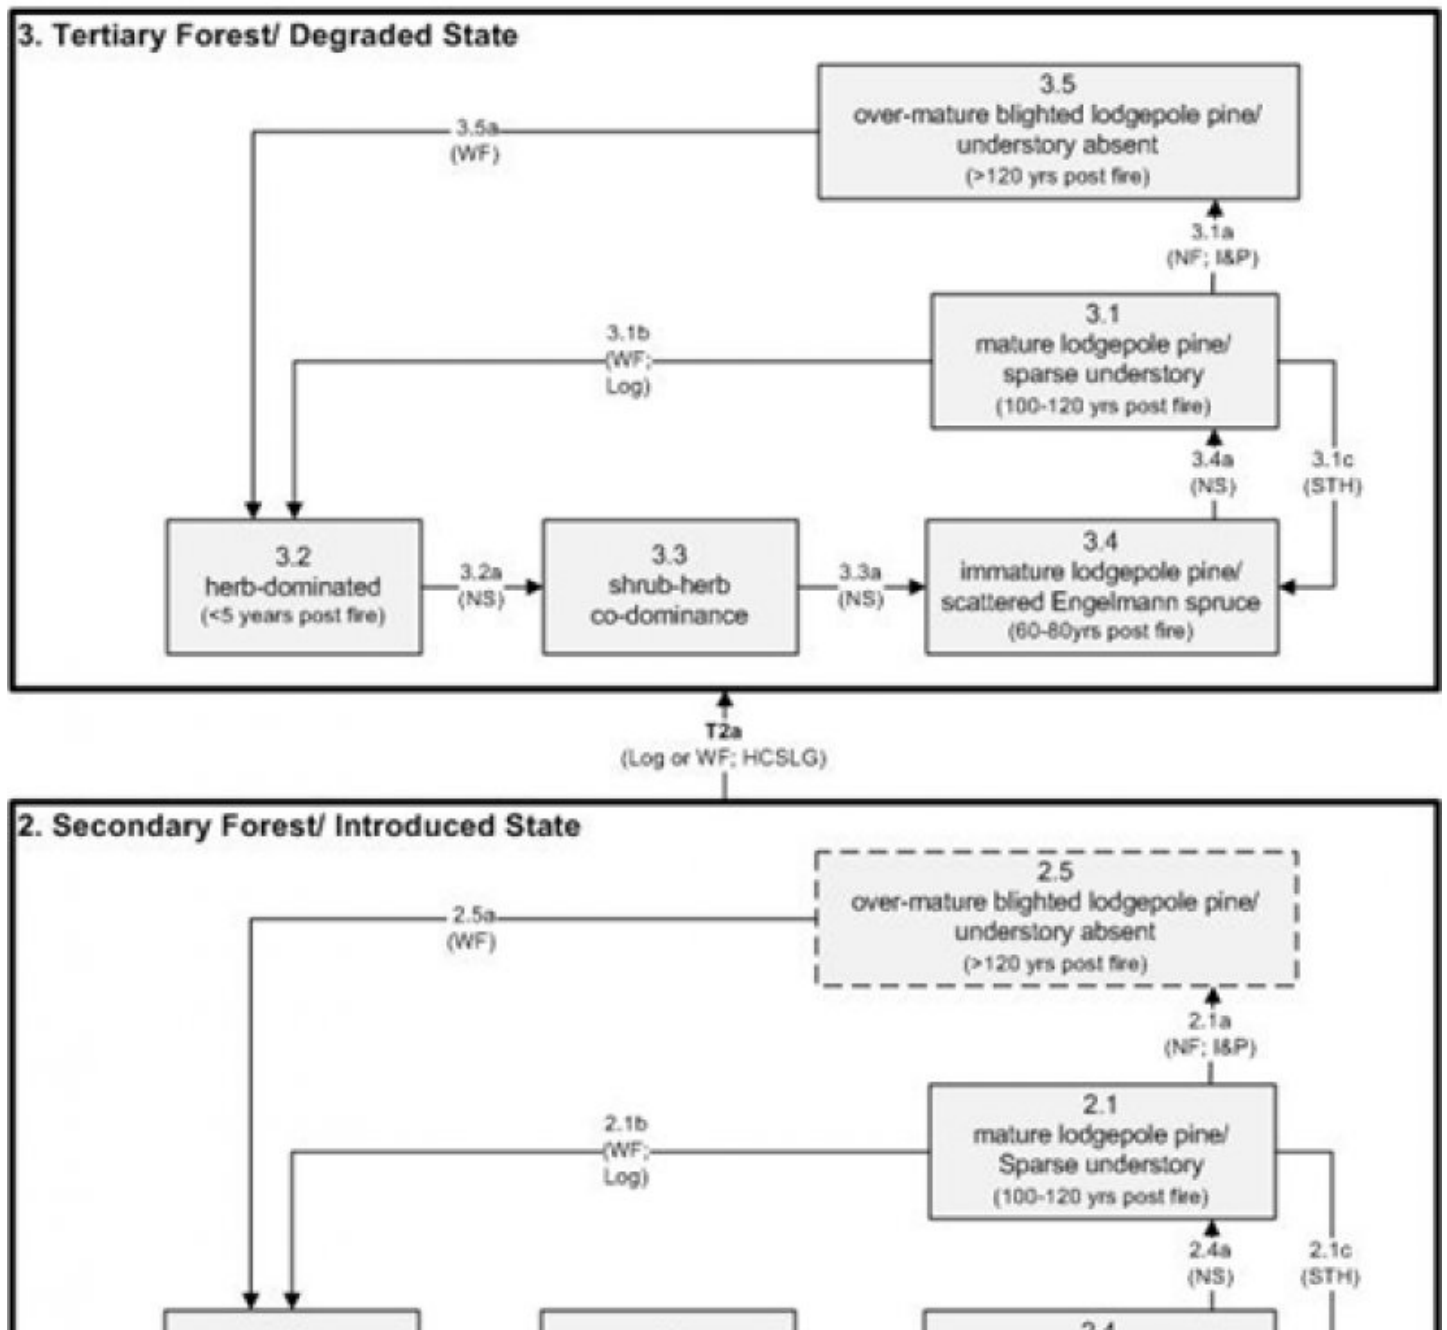 3. Tertiary Forest/ Degraded State
3.5
over-mature blighted lodgepole pine/
understory absent
(>120 yrs post fire)
3.5a
(WF)
3.1a
(NF; I&P)
3.1
mature lodgepole pine/
sparse understory
(100-120 yrs post fire)
3.1b
(WF;
Log)
3.4a
(NS)
3.1c
(STH)
3.2
herb-dominated
(<5 years post fire)
3.2a
(NS)
3.3
shrub-herb
co-dominance
3.3a
(NS)
3.4
immature lodgepole pine/
scattered Engelmann spruce
(60-80yrs post fire)
T2a
(Log or WF; HCSLG)
2. Secondary Forest/ Introduced State
2.5
over-mature blighted lodgepole pine/
understory absent
(>120 yrs post fire)
2.5a
(WF)
2.1a
(NF; I&P)
2.1
mature lodgepole pine/
Sparse understory
(100-120 yrs post fire)
2.1b
(WF;
Log)
2.4a
(NS)
2.1c
(STH)